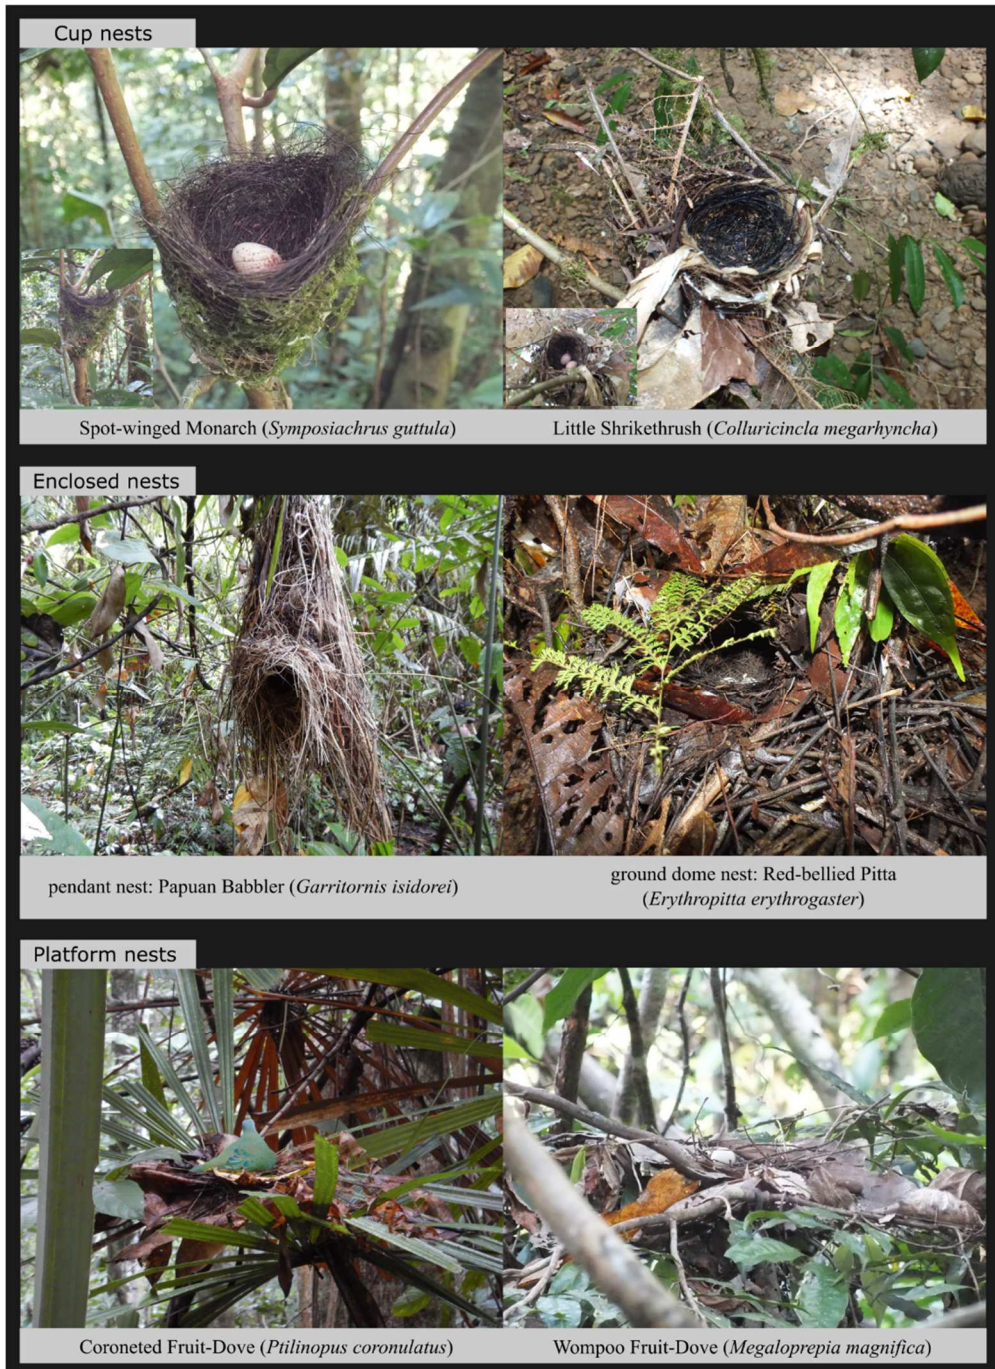 Cup nests
Spot-winged Monarch (Symposiachrus guttula)
Little Shrikethrush (Colluricincla megarhyncha)
Enclosed nests
pendant nest: Papuan Babbler (Garritornis isidorei)
ground dome nest: Red-bellied Pitta
(Erythropitta erythrogaster)
Platform nests
Coroneted Fruit-Dove (Ptilinopus coronulatus)
Wompoo Fruit-Dove (Megaloprepia magnifica)